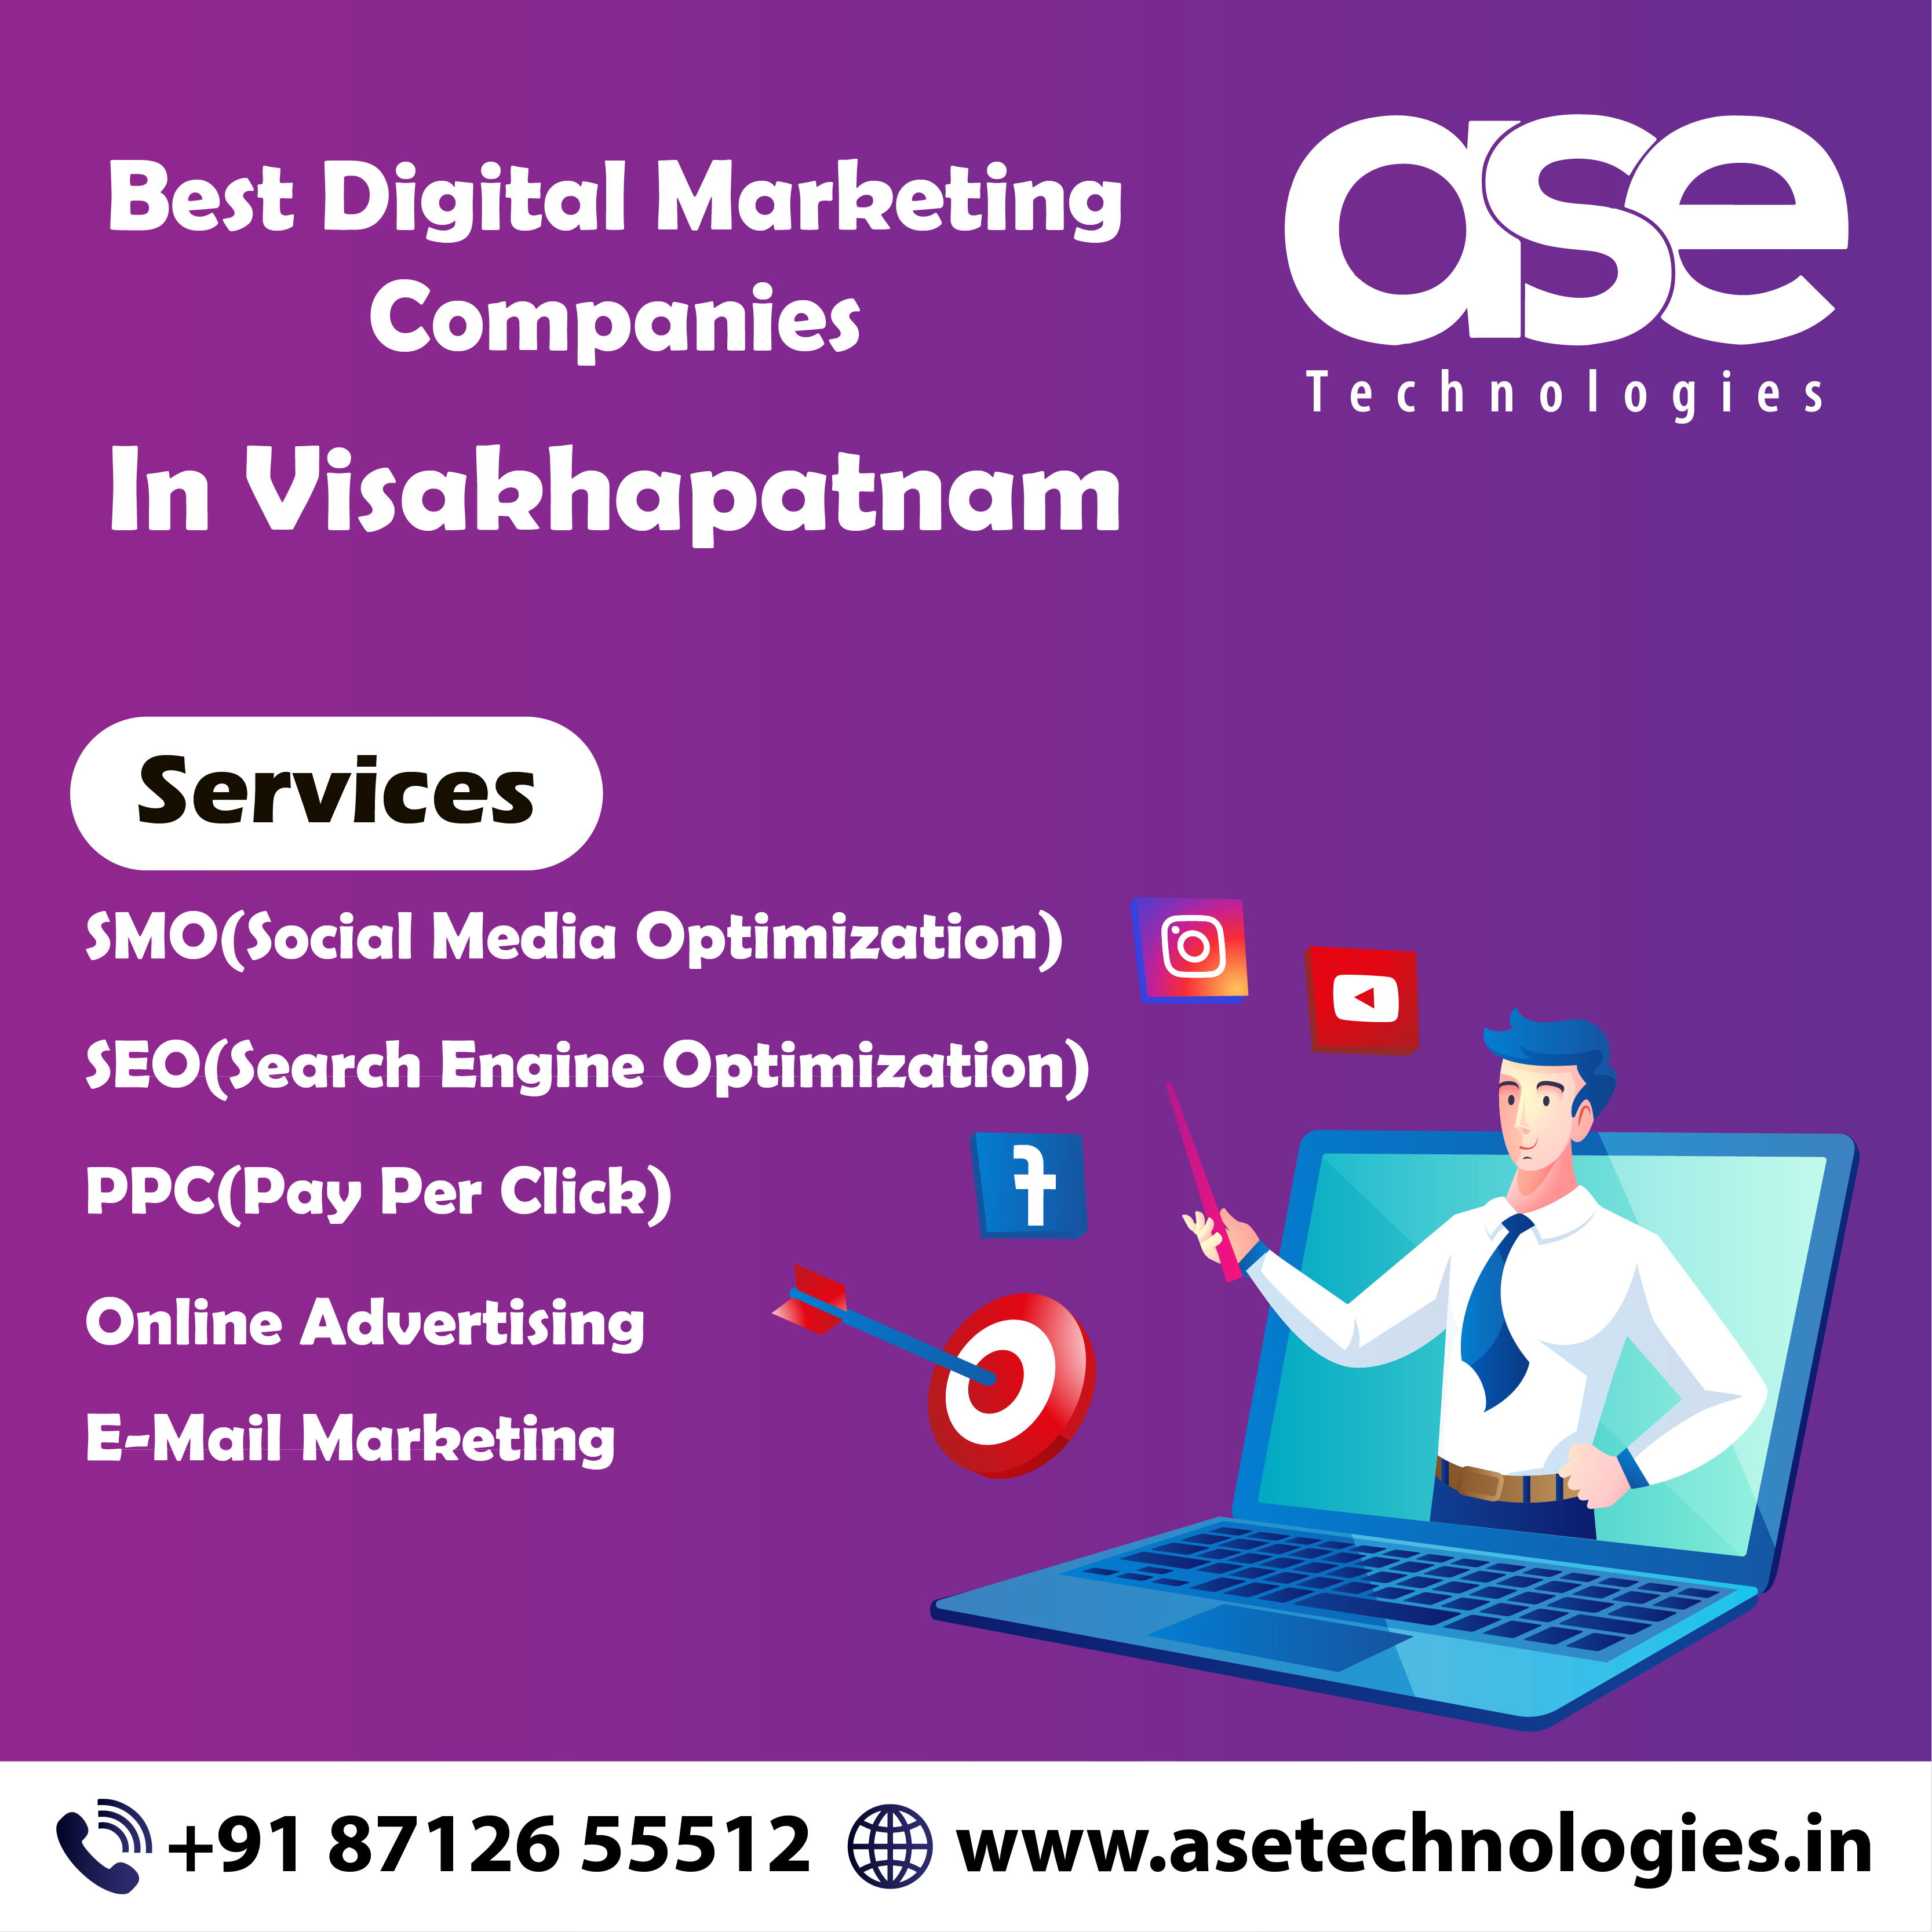 Best Digital Marketing
Companies
In Visakhapatnam
ase
Technologies
Services
SMO(Social Media Optimization)
SEO(Search Engine Optimization)
PPC(Pay Per Click)
Online Advertising
E-Mail Marketing
+91 87126 55512
www.asetechnologies.in